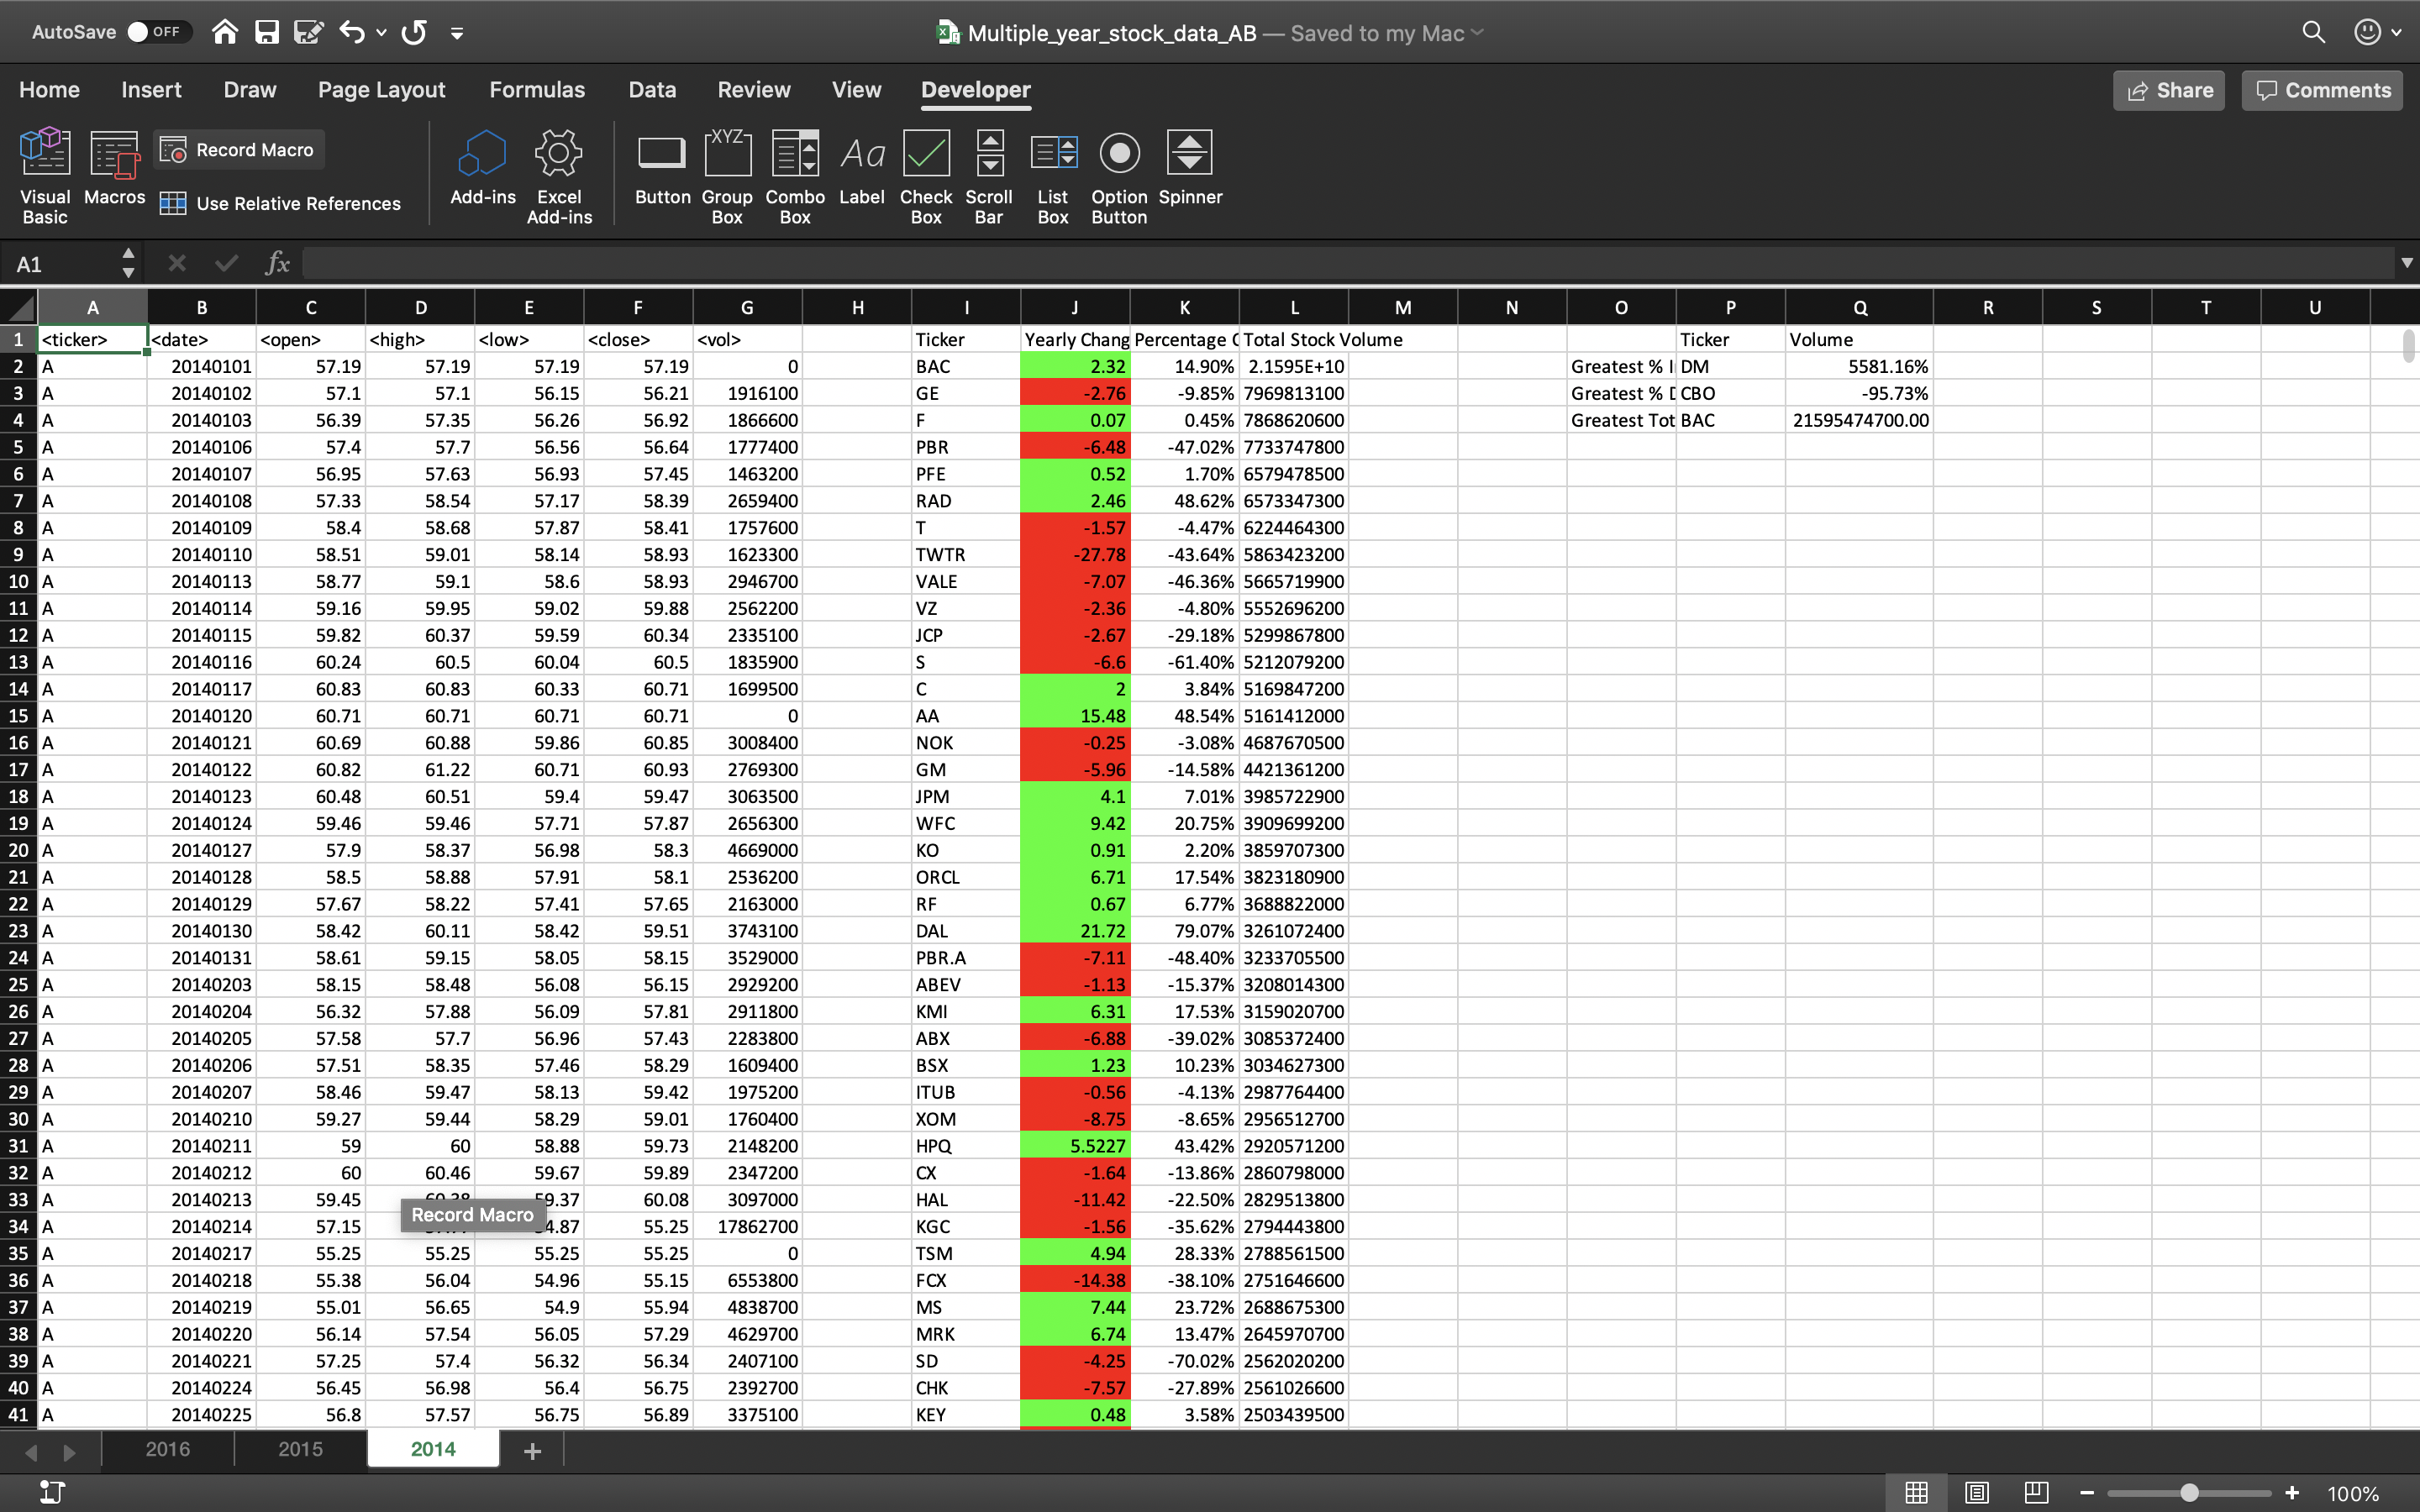 AutoSave OFF Multiple_year_stock_data_AB — Saved to my Mac
Home Insert Draw Page Layout Formulas Data Review View Developer Share Comments
Visual Basic Macros Record Macro Use Relative References Add-ins Excel Add-ins XYZ Button Group Box Combo Box Aa Label Check Box Scroll Bar List Box Option Button Spinner
A1 fx
A B C D E F G H I J K L M N O P Q R S T U
1 <ticker> <date> <open> <high> <low> <close> <vol> Ticker Yearly Chang Percentage C Total Stock Volume Ticker Volume
2 A 20140101 57.19 57.19 57.19 57.19 0 BAC 2.32 14.90% 2.1595E+10 Greatest % I DM 5581.16%
3 A 20140102 57.1 57.1 56.15 56.21 1916100 GE -2.76 -9.85% 7969813100 Greatest % D CBO -95.73%
4 A 20140103 56.39 57.35 56.26 56.92 1866600 F 0.07 0.45% 7868620600 Greatest Tot BAC 21595474700.00
5 A 20140106 57.4 57.7 56.56 56.64 1777400 PBR -6.48 -47.02% 7733747800
6 A 20140107 56.95 57.63 56.93 57.45 1463200 PFE 0.52 1.70% 6579478500
7 A 20140108 57.33 58.54 57.17 58.39 2659400 RAD 2.46 48.62% 6573347300
8 A 20140109 58.4 58.68 57.87 58.41 1757600 T -1.57 -4.47% 6224464300
9 A 20140110 58.51 59.01 58.14 58.93 1623300 TWTR -27.78 -43.64% 5863423200
10 A 20140113 58.77 59.1 58.6 58.93 2946700 VALE -7.07 -46.36% 5665719900
11 A 20140114 59.16 59.95 59.02 59.88 2562200 VZ -2.36 -4.80% 5552696200
12 A 20140115 59.82 60.37 59.59 60.34 2335100 JCP -2.67 -29.18% 5299867800
13 A 20140116 60.24 60.5 60.04 60.5 1835900 S -6.6 -61.40% 5212079200
14 A 20140117 60.83 60.83 60.33 60.71 1699500 C 2 3.84% 5169847200
15 A 20140120 60.71 60.71 60.71 60.71 0 AA 15.48 48.54% 5161412000
16 A 20140121 60.69 60.88 59.86 60.85 3008400 NOK -0.25 -3.08% 4687670500
17 A 20140122 60.82 61.22 60.71 60.93 2769300 GM -5.96 -14.58% 4421361200
18 A 20140123 60.48 60.51 59.4 59.47 3063500 JPM 4.1 7.01% 3985722900
19 A 20140124 59.46 59.46 57.71 57.87 2656300 WFC 9.42 20.75% 3909699200
20 A 20140127 57.9 58.37 56.98 58.3 4669000 KO 0.91 2.20% 3859707300
21 A 20140128 58.5 58.88 57.91 58.1 2536200 ORCL 6.71 17.54% 3823180900
22 A 20140129 57.67 58.22 57.41 57.65 2163000 RF 0.67 6.77% 3688822000
23 A 20140130 58.42 60.11 58.42 59.51 3743100 DAL 21.72 79.07% 3261072400
24 A 20140131 58.61 59.15 58.05 58.15 3529000 PBR.A -7.11 -48.40% 3233705500
25 A 20140203 58.15 58.48 56.08 56.15 2929200 ABEV -1.13 -15.37% 3208014300
26 A 20140204 56.32 57.88 56.09 57.81 2911800 KMI 6.31 17.53% 3159020700
27 A 20140205 57.58 57.7 56.96 57.43 2283800 ABX -6.88 -39.02% 3085372400
28 A 20140206 57.51 58.35 57.46 58.29 1609400 BSX 1.23 10.23% 3034627300
29 A 20140207 58.46 59.47 58.13 59.42 1975200 ITUB -0.56 -4.13% 2987764400
30 A 20140210 59.27 59.44 58.29 59.01 1760400 XOM -8.75 -8.65% 2956512700
31 A 20140211 59 60 58.88 59.73 2148200 HPQ 5.5227 43.42% 2920571200
32 A 20140212 60 60.46 59.67 59.89 2347200 CX -1.64 -13.86% 2860798000
33 A 20140213 59.45 60.38 59.37 60.08 3097000 HAL -11.42 -22.50% 2829513800
34 A 20140214 57.15 4.87 55.25 17862700 KGC -1.56 -35.62% 2794443800
Record Macro
35 A 20140217 55.25 55.25 55.25 55.25 0 TSM 4.94 28.33% 2788561500
36 A 20140218 55.38 56.04 54.96 55.15 6553800 FCX -14.38 -38.10% 2751646600
37 A 20140219 55.01 56.65 54.9 55.94 4838700 MS 7.44 23.72% 2688675300
38 A 20140220 56.14 57.54 56.05 57.29 4629700 MRK 6.74 13.47% 2645970700
39 A 20140221 57.25 57.4 56.32 56.34 2407100 SD -4.25 -70.02% 2562020200
40 A 20140224 56.45 56.98 56.4 56.75 2392700 CHK -7.57 -27.89% 2561026600
41 A 20140225 56.8 57.57 56.75 56.89 3375100 KEY 0.48 3.58% 2503439500
2016 2015 2014 +
100%